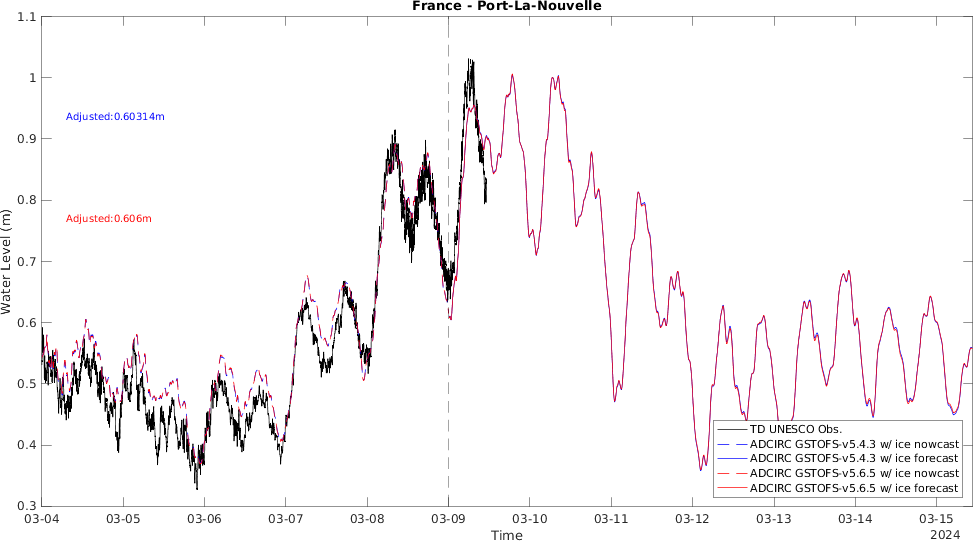 France - Port-La-Nouvelle
1.1
1
0.9
0.8
0.7
0.6
0.5
0.4
0.3
Water Level (m)
Adjusted:0.60314m
Adjusted:0.606m
TD UNESCO Obs.
ADCIRC GSTOFS-v5.4.3 w/ ice nowcast
ADCIRC GSTOFS-v5.4.3 w/ ice forecast
ADCIRC GSTOFS-v5.6.5 w/ ice nowcast
ADCIRC GSTOFS-v5.6.5 w/ ice forecast
03-04 03-05 03-06 03-07 03-08 03-09 03-10 03-11 03-12 03-13 03-14 03-15
Time
2024